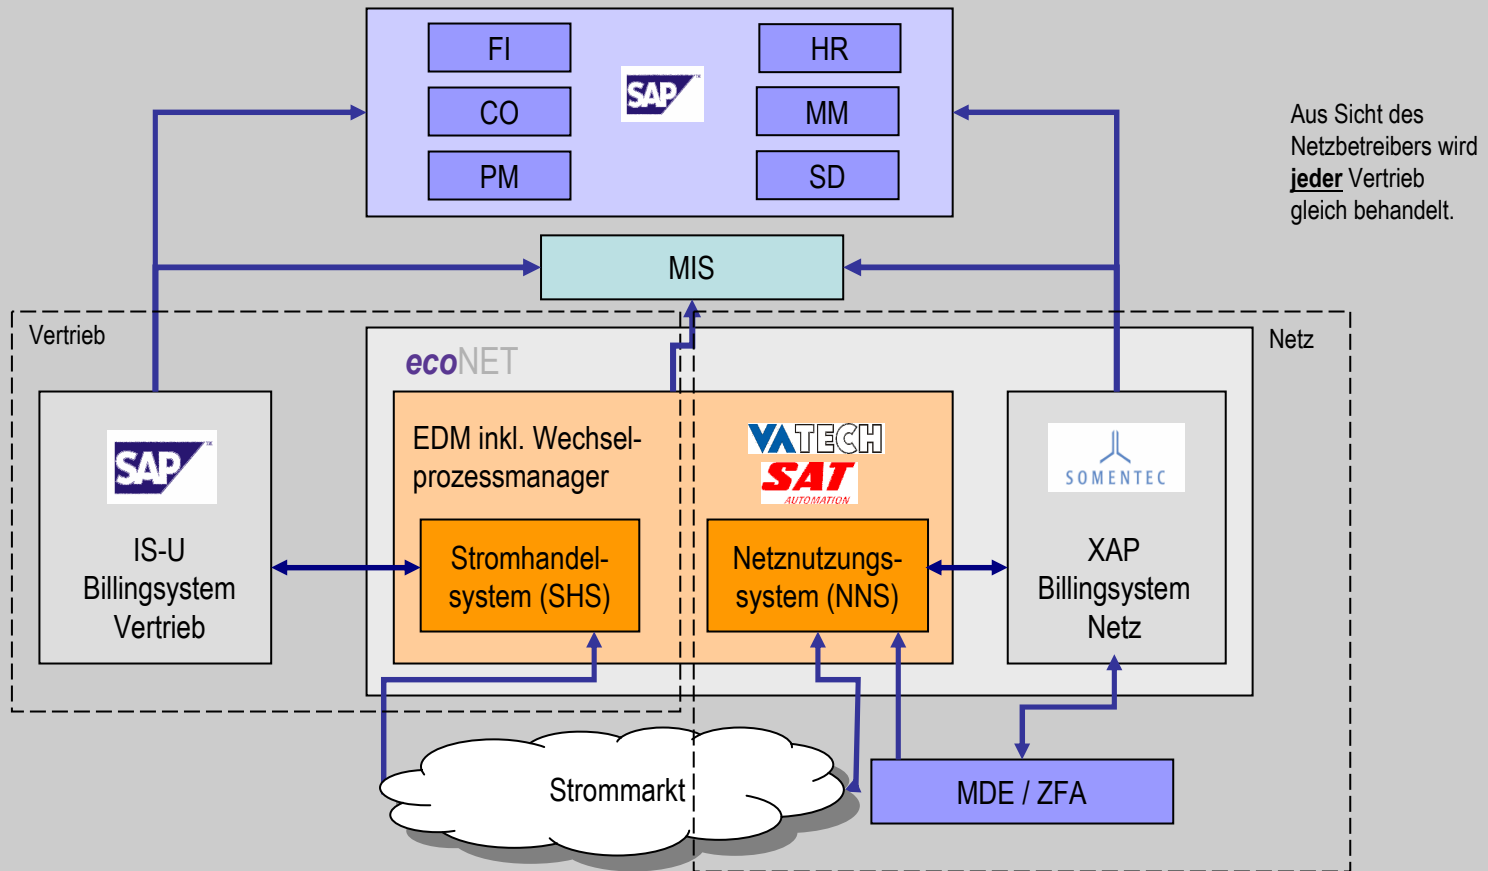 FI
HR
SAP
CO
MM
PM
SD
Aus Sicht des
Netzbetreibers wird
jeder Vertrieb
gleich behandelt.
MIS
Vertrieb
Netz
ecoNET
SAP
IS-U
Billingsystem
Vertrieb
EDM inkl. Wechsel-
prozessmanager
VATECH
SAT
AUTOMATION
Stromhandel-
system (SHS)
Netznutzungs-
system (NNS)
SOMENTEC
XAP
Billingsystem
Netz
Strommarkt
MDE / ZFA